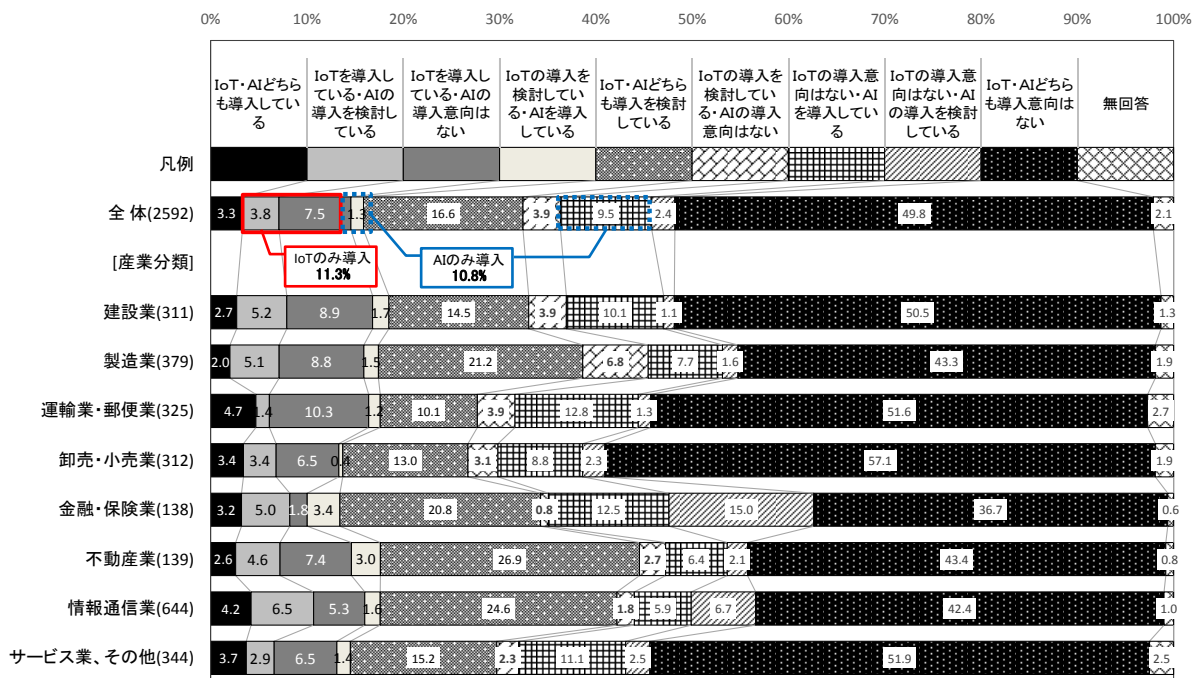 0% 10% 20% 30% 40% 50% 60% 70% 80% 90% 100%
IoT・AIどちら
も導入してい
る
IoTを導入し
ている・AIの
導入を検討し
ている
IoTを導入し
ている・AIの
導入意向は
ない
IoTの導入を
検討してい
る・AIを導入し
ている
IoT・AIどちら
も導入を検討
している
IoTの導入を
検討してい
る・AIの導入
意向はない
IoTの導入意
向はない・AI
を導入してい
る
IoTの導入意
向はない・AI
の導入を検討
している
IoT・AIどちら
も導入意向は
ない
無回答
凡例
全 体(2592) 3.3 3.8 7.5 1.3 16.6 3.9 9.5 2.4 49.8 2.1
IoTのみ導入
11.3%
AIのみ導入
10.8%
[産業分類]
建設業(311) 2.7 5.2 8.9 1.7 14.5 3.9 10.1 1.1 50.5 1.3
製造業(379) 2.0 5.1 8.8 1.5 21.2 6.8 7.7 1.6 43.3 1.9
運輸業・郵便業(325) 4.7 1.4 10.3 1.2 10.1 3.9 12.8 1.3 51.6 2.7
卸売・小売業(312) 3.4 3.4 6.5 0.4 13.0 3.1 8.8 2.3 57.1 1.9
金融・保険業(138) 3.2 5.0 1.8 3.4 20.8 0.8 12.5 15.0 36.7 0.6
不動産業(139) 2.6 4.6 7.4 3.0 26.9 2.7 6.4 2.1 43.4 0.8
情報通信業(644) 4.2 6.5 5.3 1.6 24.6 1.8 5.9 6.7 42.4 1.0
サービス業、その他(344) 3.7 2.9 6.5 1.4 15.2 2.3 11.1 2.5 51.9 2.5